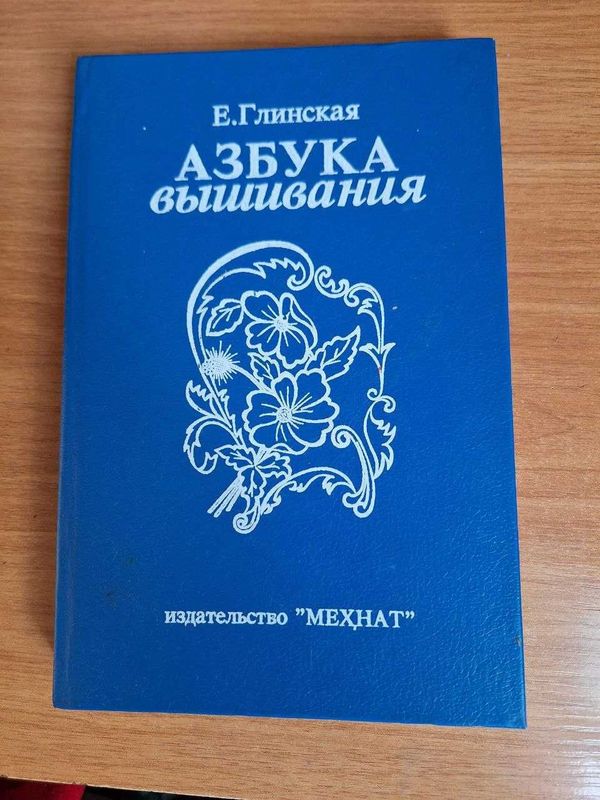 Е.Глинская
АЗБУКА
вышивания
издательство "МЕҲНАТ"